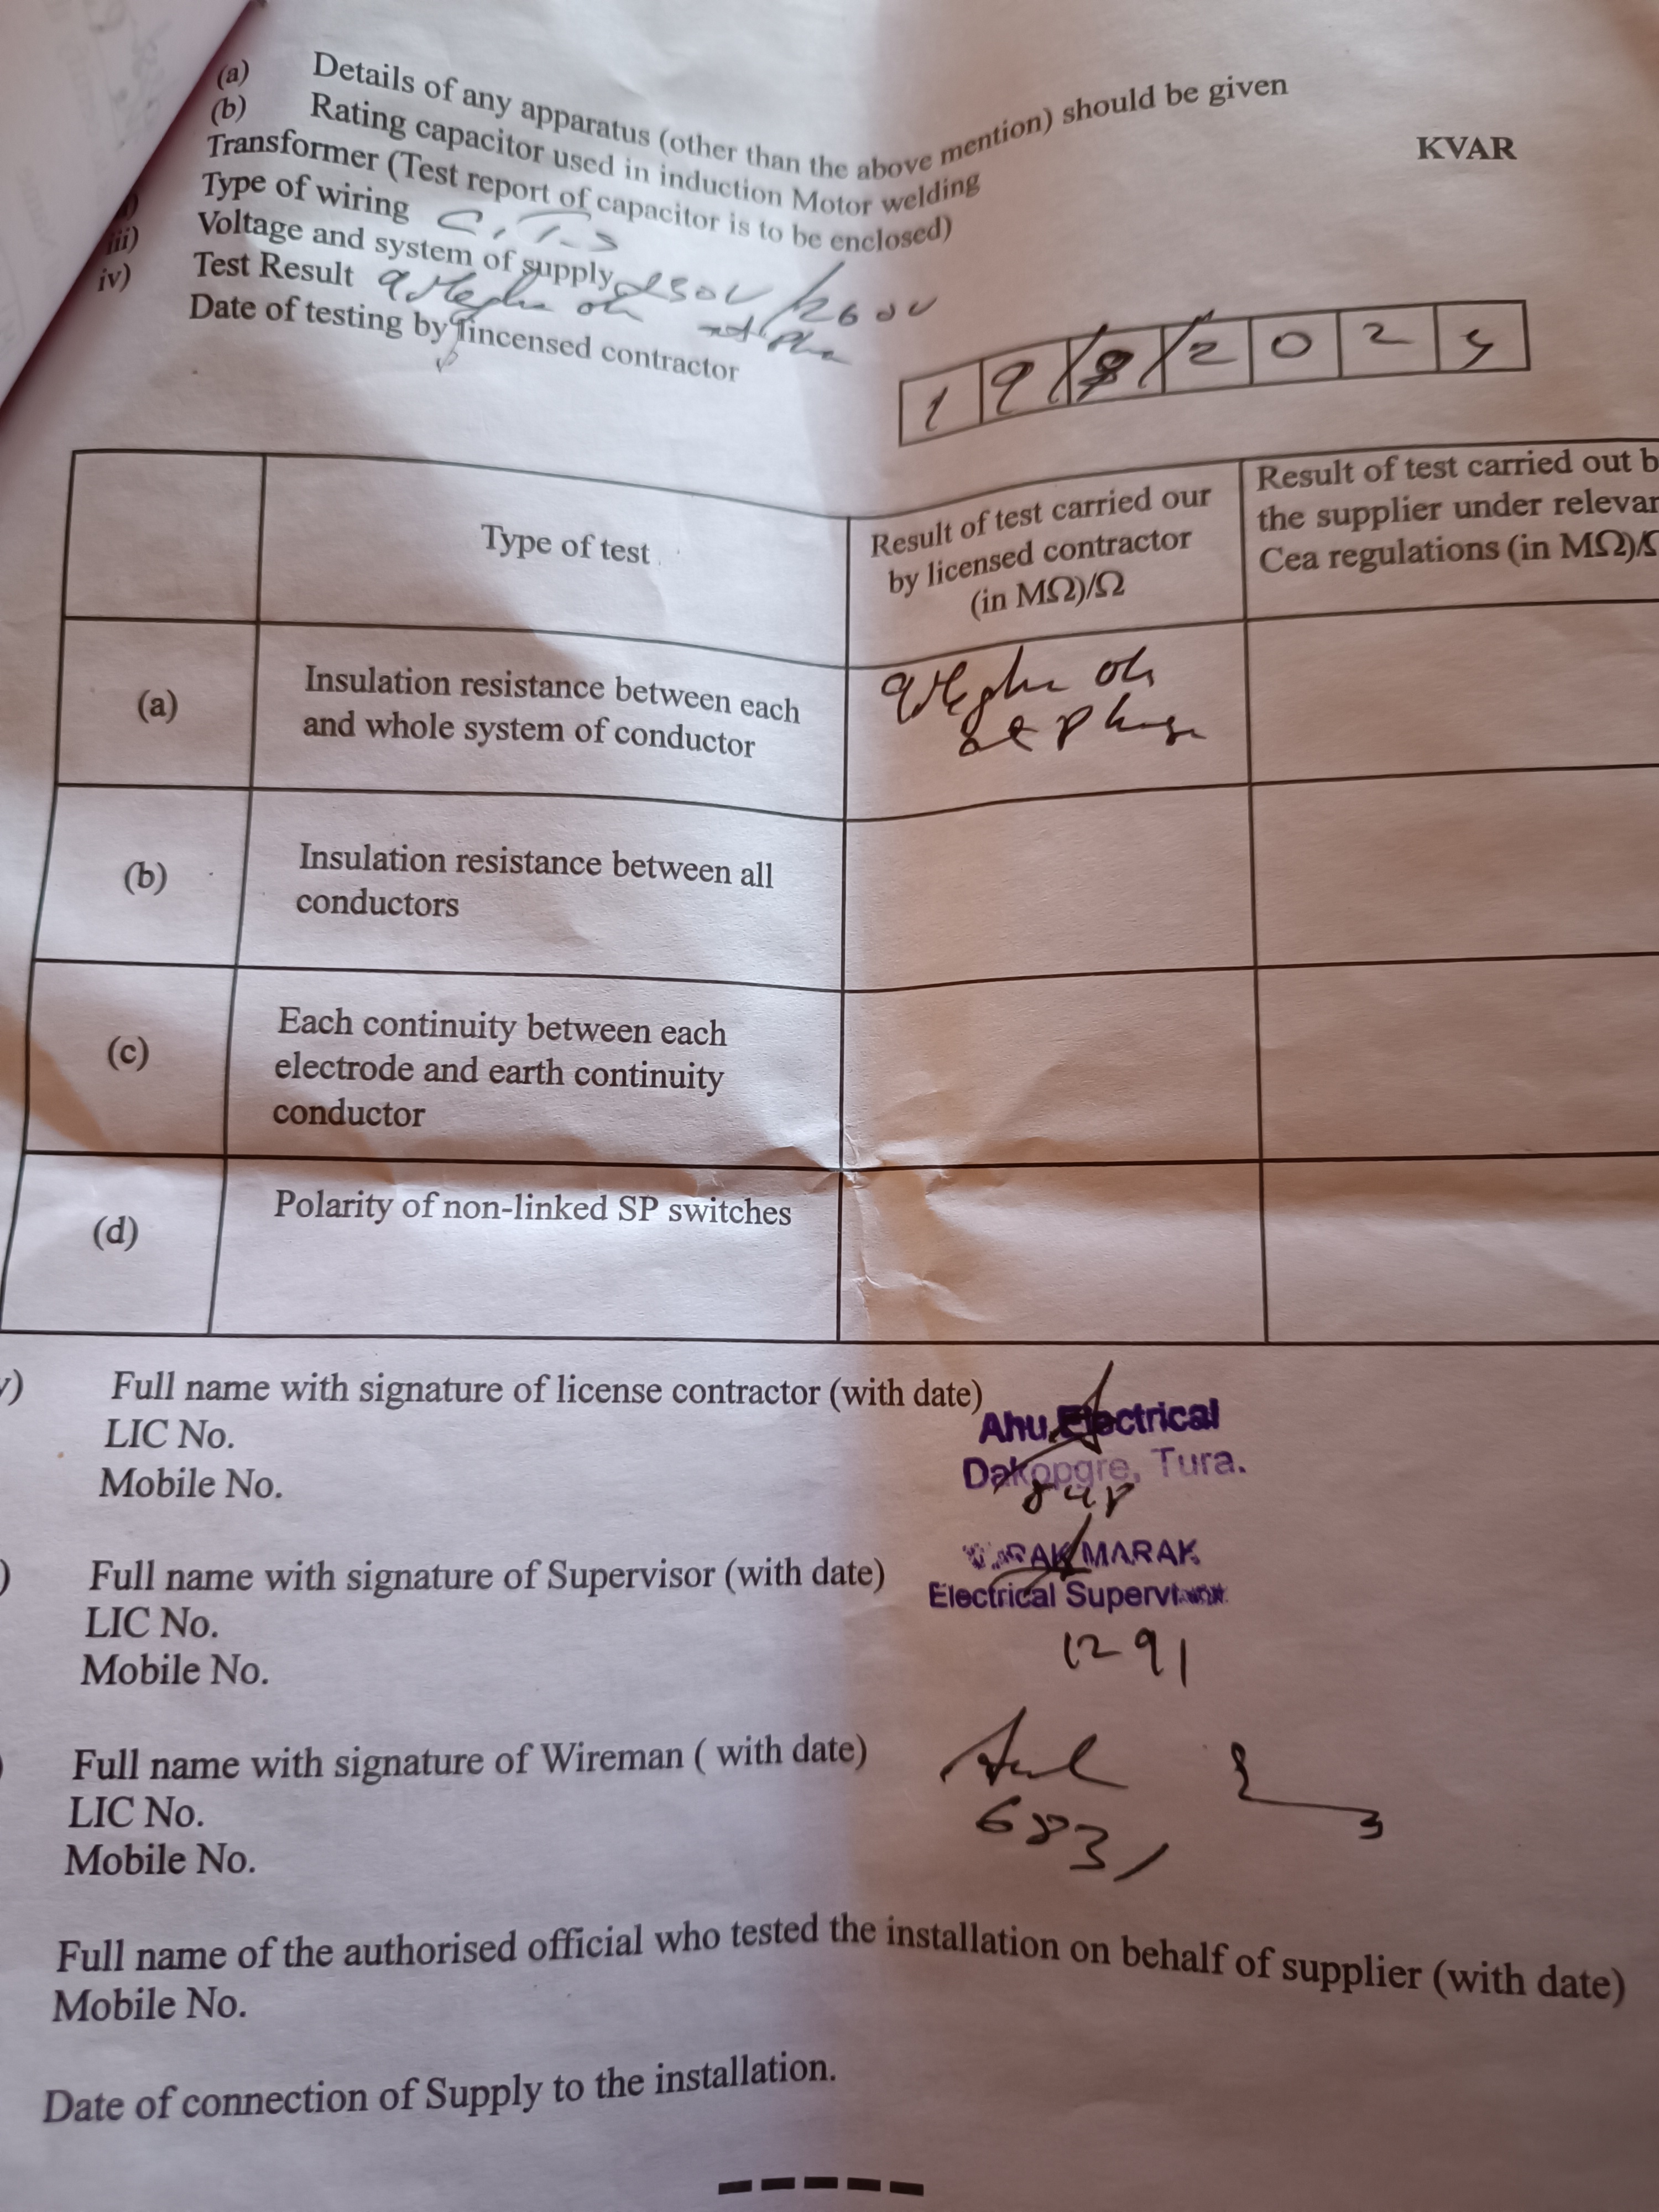 (a) Details of any apparatus (other than the above mention) should be given
(b) Rating capacitor used in induction Motor welding KVAR
Transformer (Test report of capacitor is to be enclosed)
Type of wiring C.T.S
iii) Voltage and system of supply
iv) Test Result
Date of testing by lincensed contractor
19/8/202
Type of test
Result of test carried our
by licensed contractor
(in MΩ)/Ω
Result of test carried out b
the supplier under relevan
Cea regulations (in MΩ)/Ω
(a) Insulation resistance between each
and whole system of conductor
(b) Insulation resistance between all
conductors
(c) Each continuity between each
electrode and earth continuity
conductor
(d) Polarity of non-linked SP switches
v) Full name with signature of license contractor (with date)
Ahu Electrical
LIC No.
Dakopgre, Tura.
Mobile No.
) Full name with signature of Supervisor (with date)
MARAK
Electrical Supervisor
LIC No.
1291
Mobile No.
Full name with signature of Wireman ( with date)
LIC No.
6831
Mobile No.
Full name of the authorised official who tested the installation on behalf of supplier (with date)
Mobile No.
Date of connection of Supply to the installation.